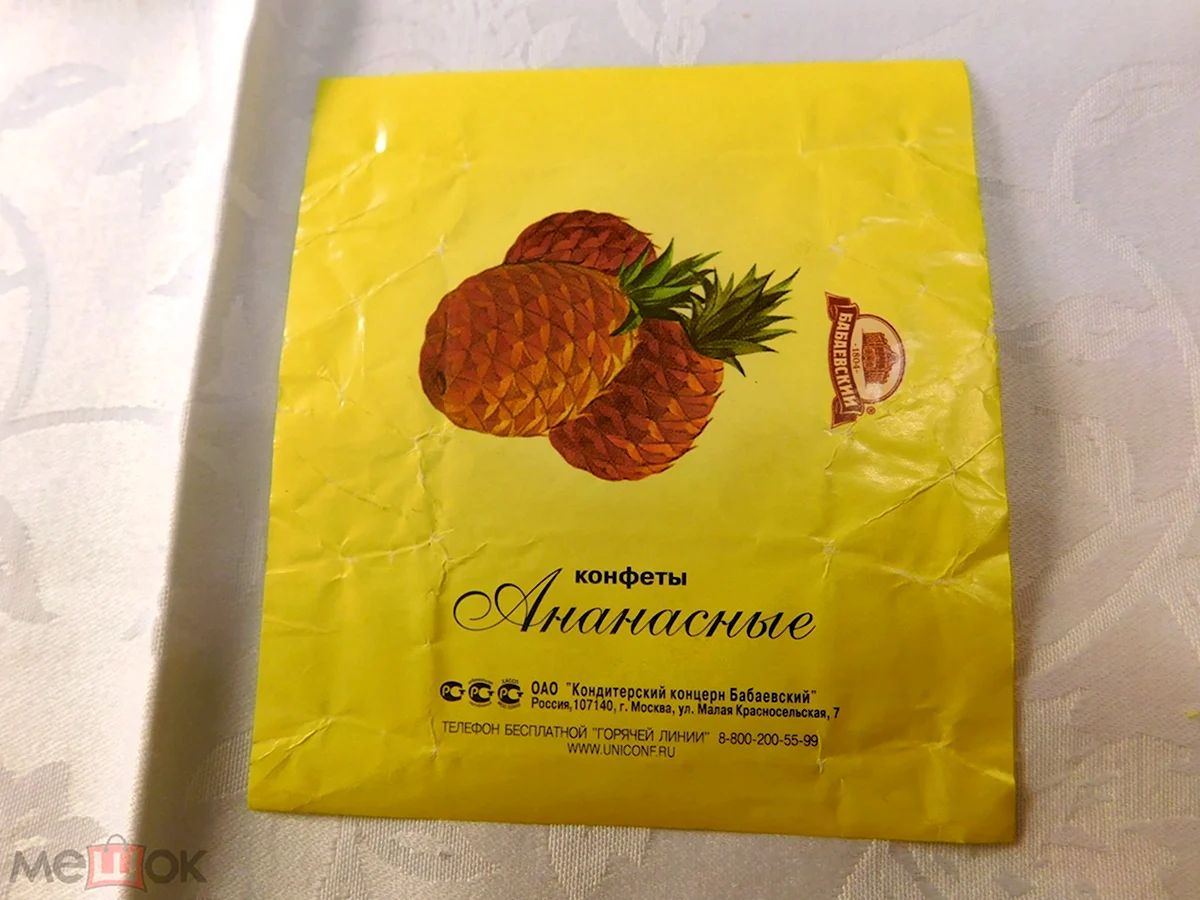 БАБАЕВСКИЙ
·1804·
®
конфеты
Ананасные
ОАО "Кондитерский концерн Бабаевский"
Россия,107140, г. Москва, ул. Малая Красносельская, 7
ТЕЛЕФОН БЕСПЛАТНОЙ "ГОРЯЧЕЙ ЛИНИИ" 8-800-200-55-99
WWW.UNICONF.RU
мешок